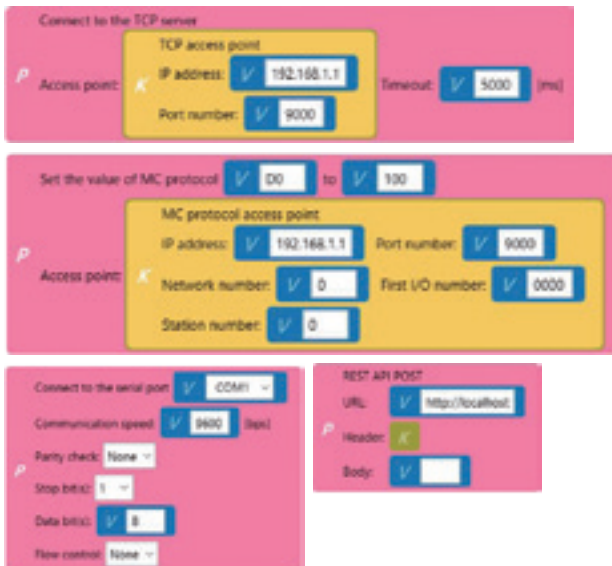 Connect to the TCP server
TCP access point
P Access point: K IP address: V 192.168.1.1 Timeout: V 5000 [ms]
Port number: V 9000
Set the value of MC protocol V D0 to V 100
MC protocol access point
IP address: V 192.168.1.1 Port number: V 9000
P Access point: K Network number: V 0 First I/O number: V 0000
Station number: V 0
Connect to the serial port V COM1
Communication speed: V 9600 [bps]
Parity check: None
P Stop bit(s): 1
Data bit(s): V 8
Flow control: None
REST API POST
URL: V http://localhost
P Header: K
Body: V